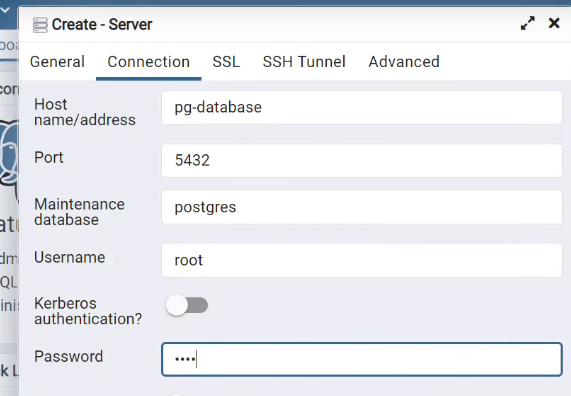 Create - Server
General Connection SSL SSH Tunnel Advanced
Host
name/address
pg-database
Port
5432
Maintenance
database
postgres
Username
root
Kerberos
authentication?
Password
••••